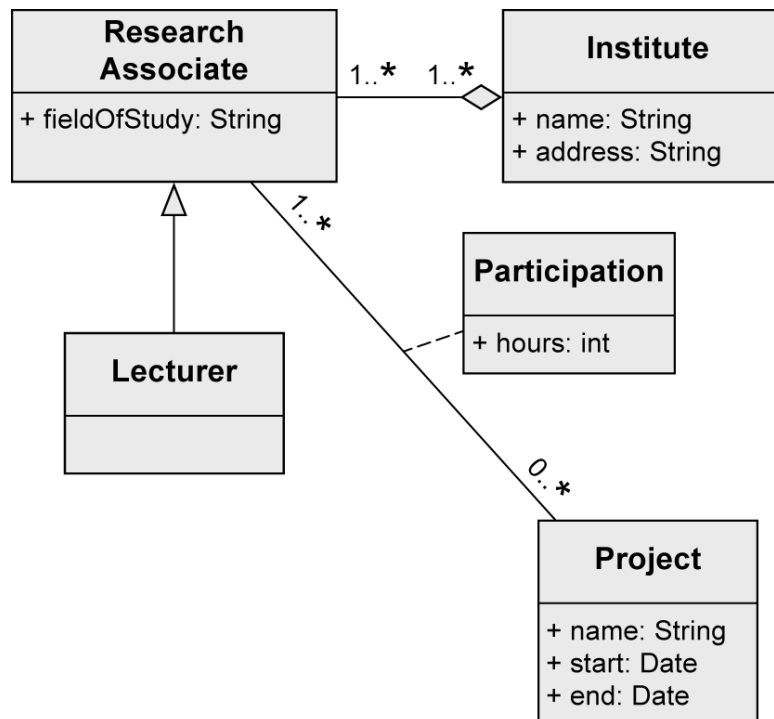 Research
Associate
+ fieldOfStudy: String
1..*
1..*
Institute
+ name: String
+ address: String
1..*
Participation
+ hours: int
Lecturer
0..*
Project
+ name: String
+ start: Date
+ end: Date